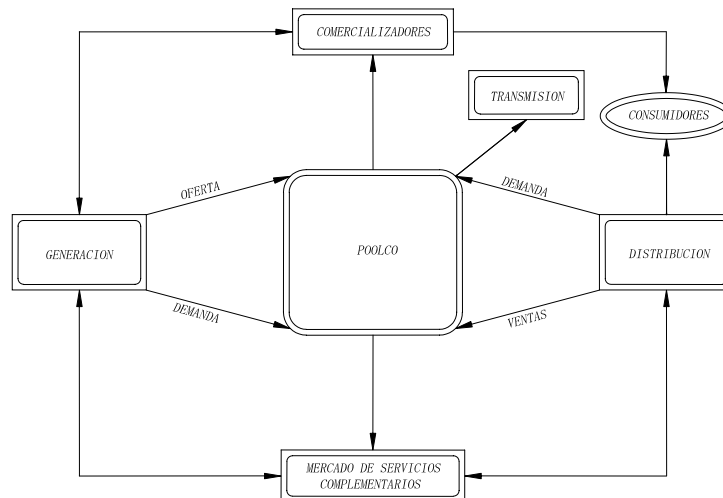 COMERCIALIZADORES
TRANSMISION
CONSUMIDORES
OFERTA
DEMANDA
GENERACION
POOLCO
DISTRIBUCION
DEMANDA
VENTAS
MERCADO DE SERVICIOS
COMPLEMENTARIOS